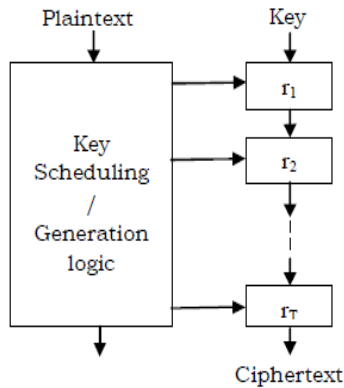 Plaintext
Key
r1
Key
Scheduling
/
Generation
logic
r2
rT
Ciphertext